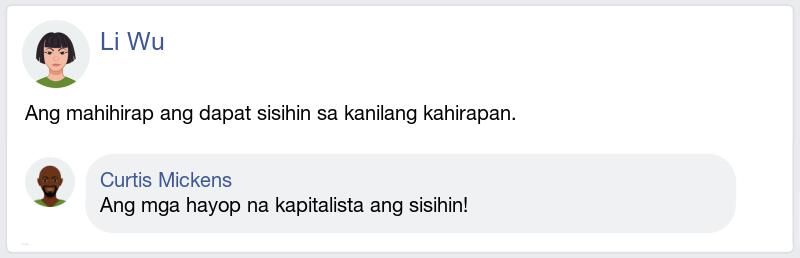 Li Wu
Ang mahihirap ang dapat sisihin sa kanilang kahirapan.
Curtis Mickens
Ang mga hayop na kapitalista ang sisihin!